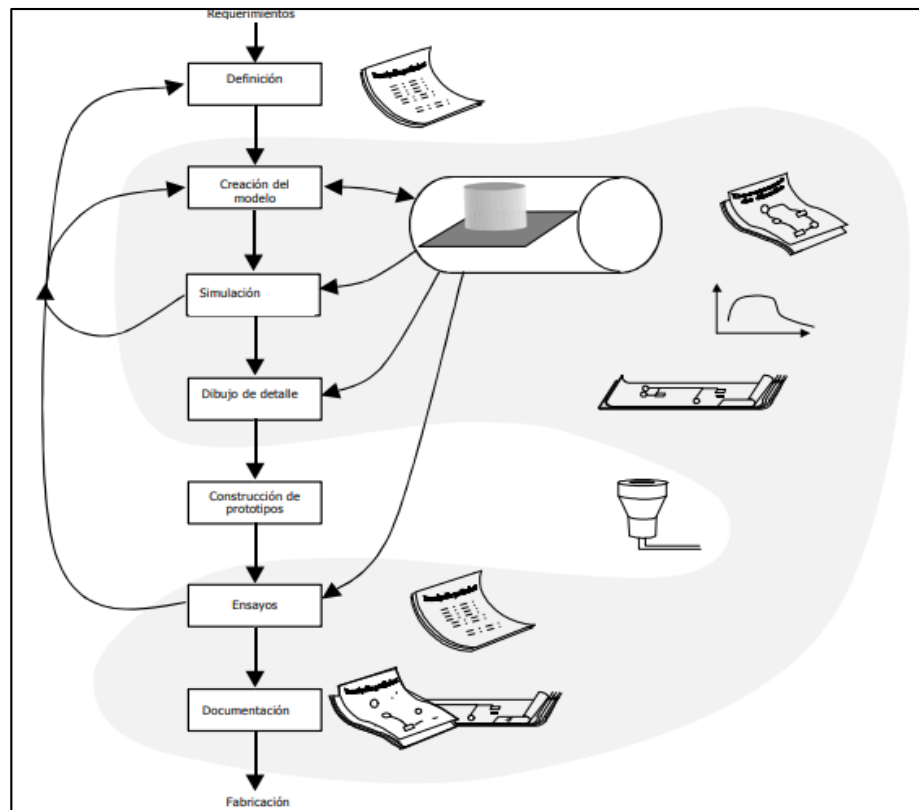 Requerimientos
Definición
Creación del
modelo
Simulación
Dibujo de detalle
Construcción de
prototipos
Ensayos
Documentación
Fabricación